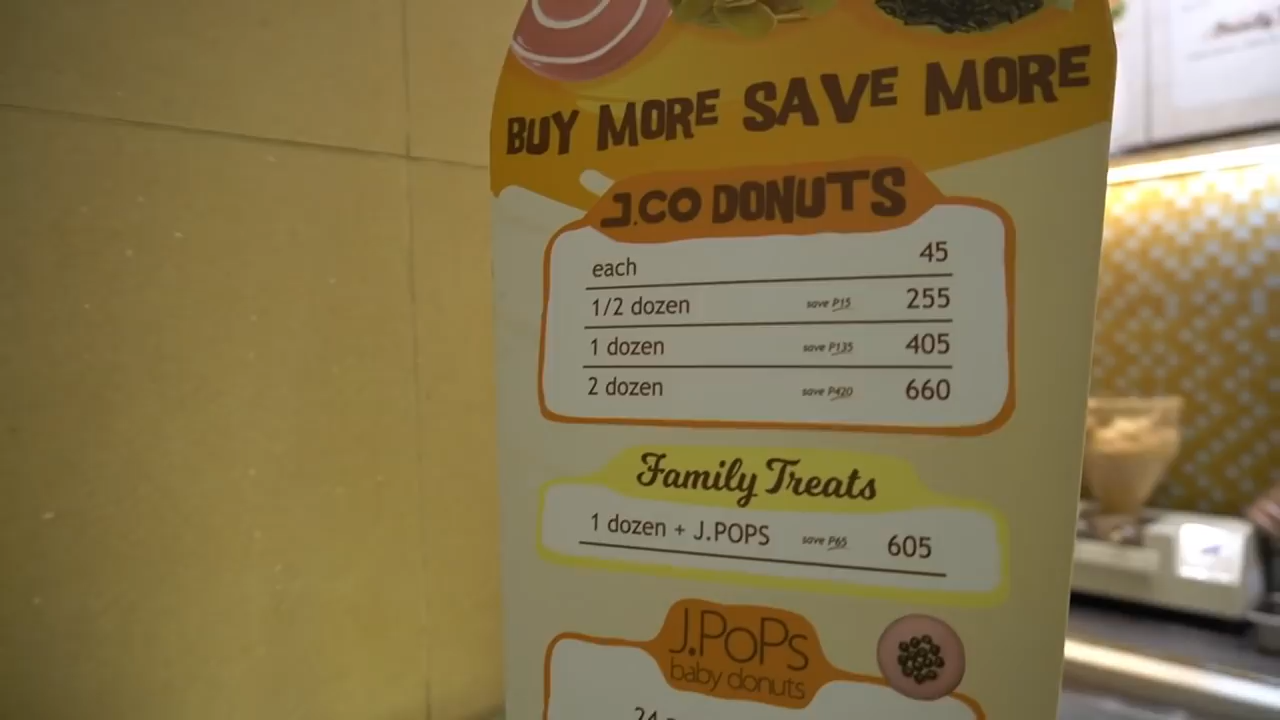 BUY MORE SAVE MORE
J.CO DONUTS
each 45
1/2 dozen save P15 255
1 dozen save P135 405
2 dozen save P420 660
Family Treats
1 dozen + J.POPS save P65 605
J.POPS
baby donuts
24